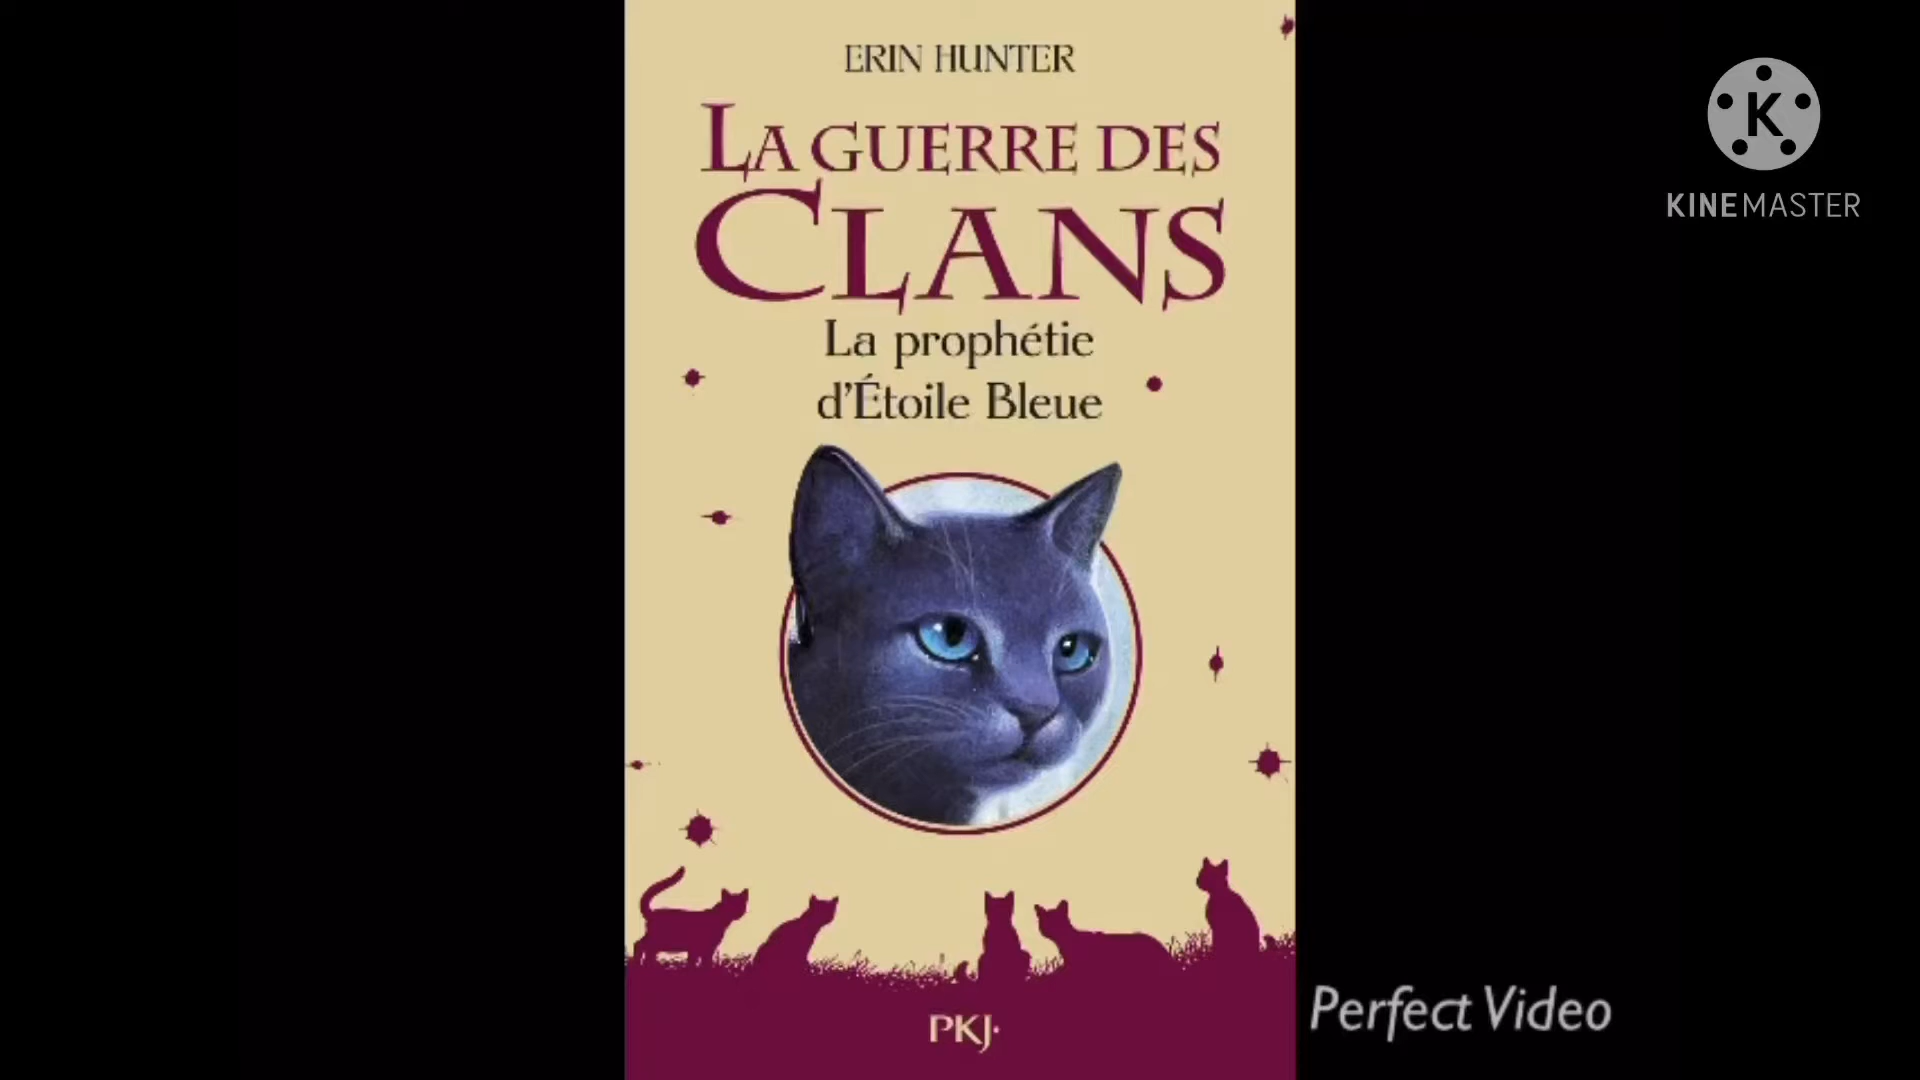 ERIN HUNTER
LA GUERRE DES
CLANS
La prophétie
d'Étoile Bleue
PKJ·
K
KINEMASTER
Perfect Video